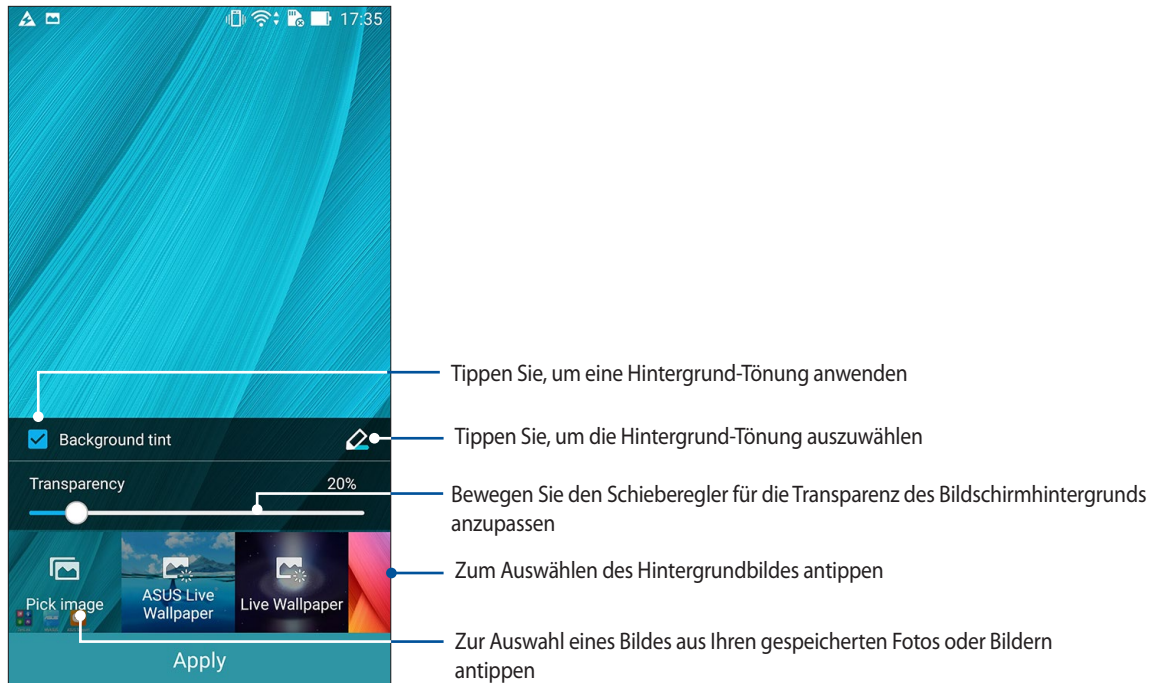 17:35
Tippen Sie, um eine Hintergrund-Tönung anwenden
Background tint
Tippen Sie, um die Hintergrund-Tönung auszuwählen
Transparency 20%
Bewegen Sie den Schieberegler für die Transparenz des Bildschirmhintergrunds
anzupassen
Zum Auswählen des Hintergrundbildes antippen
Pick image
ASUS Live
Wallpaper
Live Wallpaper
Zur Auswahl eines Bildes aus Ihren gespeicherten Fotos oder Bildern
antippen
Apply